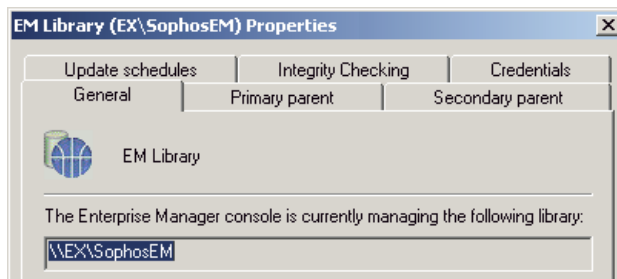 EM Library (EX\SophosEM) Properties
Update schedules Integrity Checking Credentials
General Primary parent Secondary parent
EM Library
The Enterprise Manager console is currently managing the following library:
\\EX\SophosEM